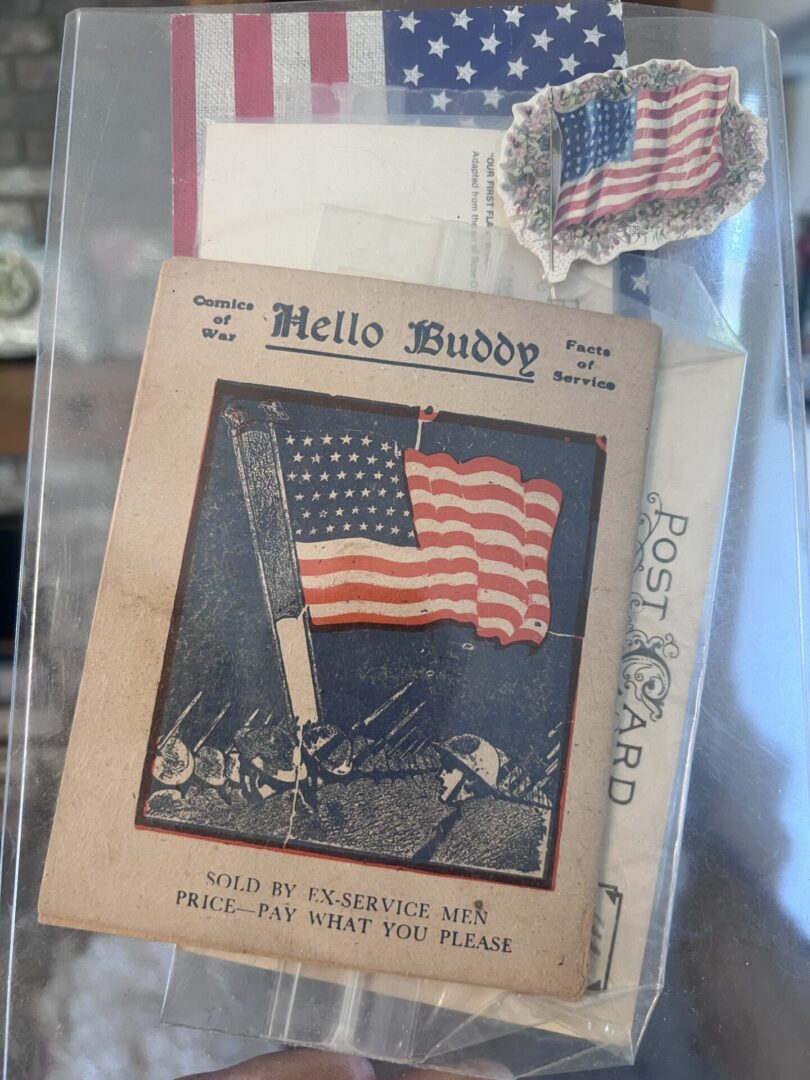 "OUR FIRST FLA
Adapted from the
Comics
of
War
Hello Buddy
Facts
of
Service
POST CARD
SOLD BY EX-SERVICE MEN
PRICE—PAY WHAT YOU PLEASE